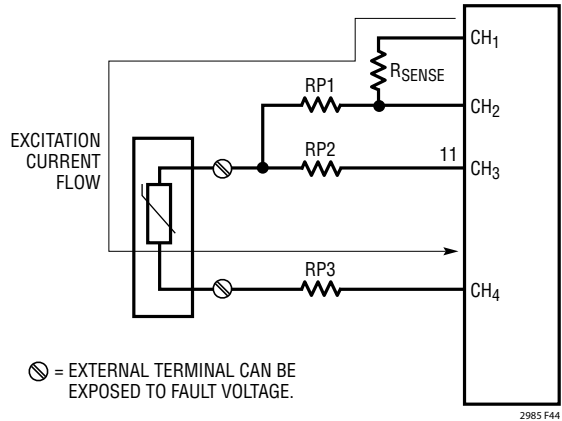 CH1
RSENSE
RP1
CH2
EXCITATION
CURRENT
FLOW
RP2
11
CH3
RP3
CH4
= EXTERNAL TERMINAL CAN BE
EXPOSED TO FAULT VOLTAGE.
2985 F44